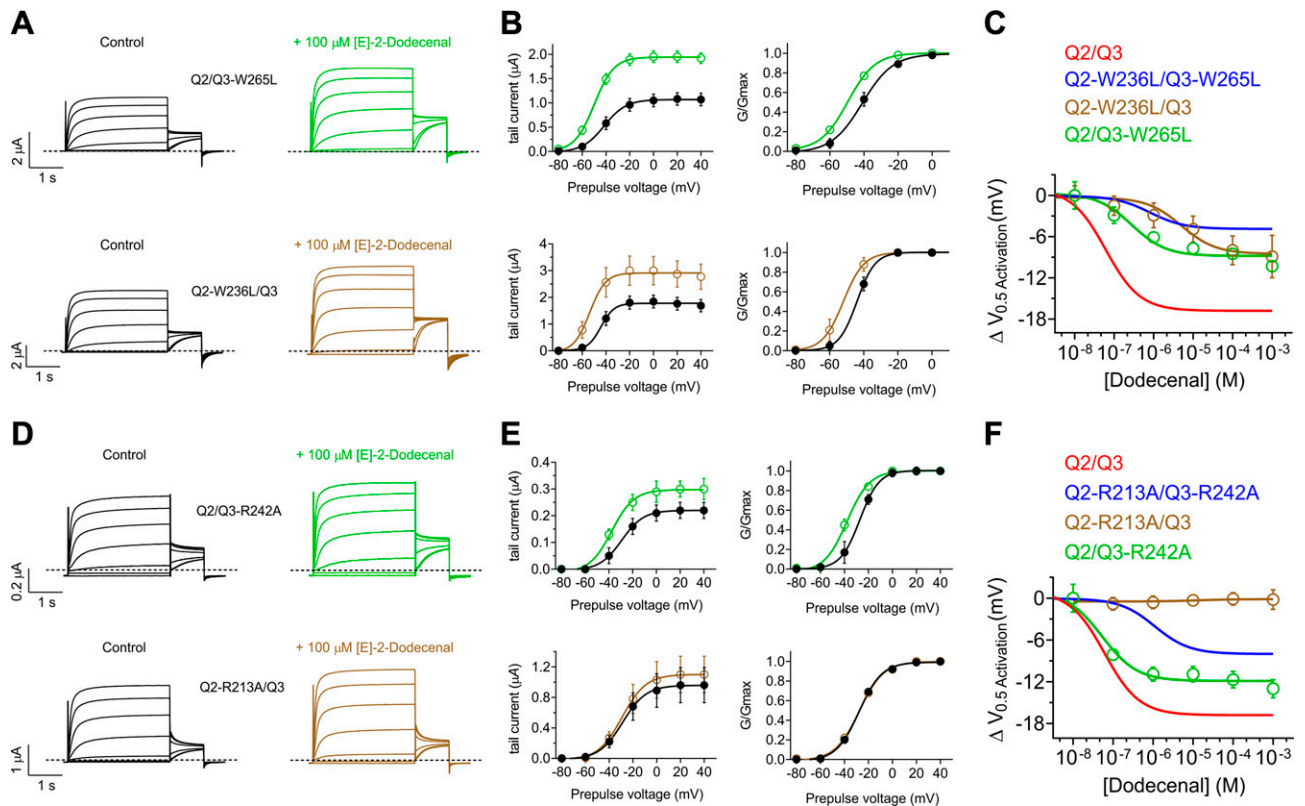 A
Control
+ 100 μM [E]-2-Dodecenal
Q2/Q3-W265L
2 μA
1 s
Control
+ 100 μM [E]-2-Dodecenal
Q2-W236L/Q3
2 μA
1 s
B
tail current (μA)
2.0
1.5
1.0
0.5
0.0
-80 -60 -40 -20 0 20 40
Prepulse voltage (mV)
G/Gmax
1.0
0.8
0.6
0.4
0.2
0.0
-80 -60 -40 -20 0
Prepulse voltage (mV)
tail current (μA)
4
3
2
1
0
-80 -60 -40 -20 0 20 40
Prepulse voltage (mV)
G/Gmax
1.0
0.8
0.6
0.4
0.2
0.0
-80 -60 -40 -20 0
Prepulse voltage (mV)
C
Q2/Q3
Q2-W236L/Q3-W265L
Q2-W236L/Q3
Q2/Q3-W265L
Δ V0.5 Activation (mV)
0
-6
-12
-18
10-8 10-7 10-6 10-5 10-4 10-3
[Dodecenal] (M)
D
Control
+ 100 μM [E]-2-Dodecenal
Q2/Q3-R242A
0.2 μA
1 s
Control
+ 100 μM [E]-2-Dodecenal
Q2-R213A/Q3
1 μA
1 s
E
tail current (μA)
0.4
0.3
0.2
0.1
0.0
-80 -60 -40 -20 0 20 40
Prepulse voltage (mV)
G/Gmax
1.0
0.8
0.6
0.4
0.2
0.0
-80 -60 -40 -20 0 20 40
Prepulse voltage (mV)
tail current (μA)
1.2
0.8
0.4
0.0
-80 -60 -40 -20 0 20 40
Prepulse voltage (mV)
G/Gmax
1.0
0.8
0.6
0.4
0.2
0.0
-80 -60 -40 -20 0 20 40
Prepulse voltage (mV)
F
Q2/Q3
Q2-R213A/Q3-R242A
Q2-R213A/Q3
Q2/Q3-R242A
Δ V0.5 Activation (mV)
0
-6
-12
-18
10-8 10-7 10-6 10-5 10-4 10-3
[Dodecenal] (M)